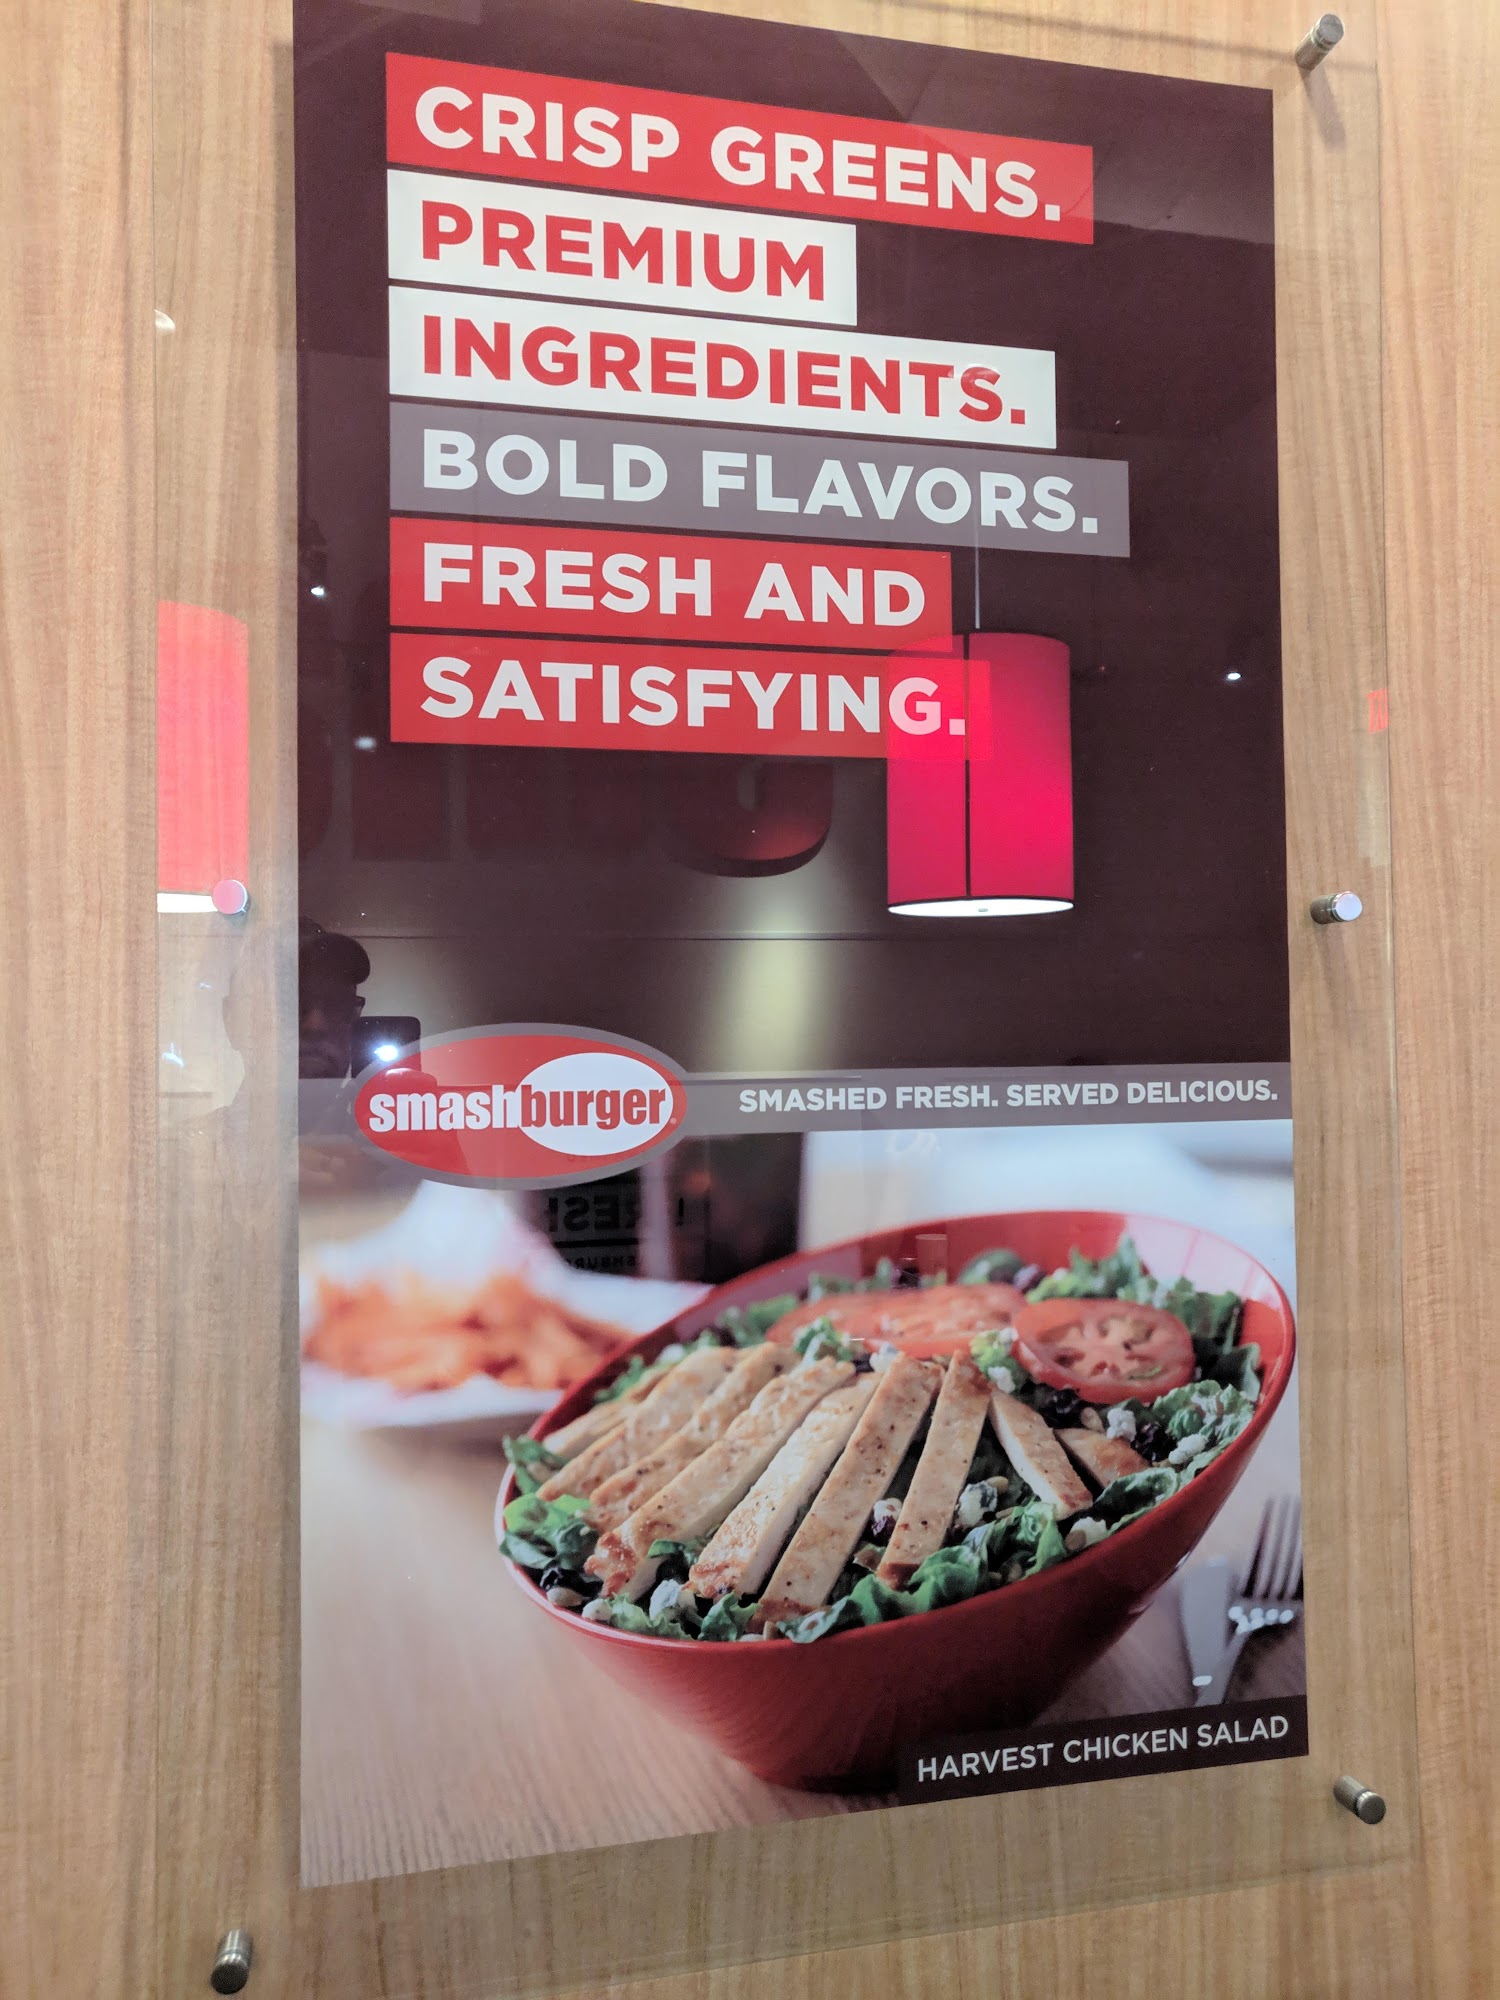 CRISP GREENS.
PREMIUM
INGREDIENTS.
BOLD FLAVORS.
FRESH AND
SATISFYING.
smashburger
SMASHED FRESH. SERVED DELICIOUS.
HARVEST CHICKEN SALAD